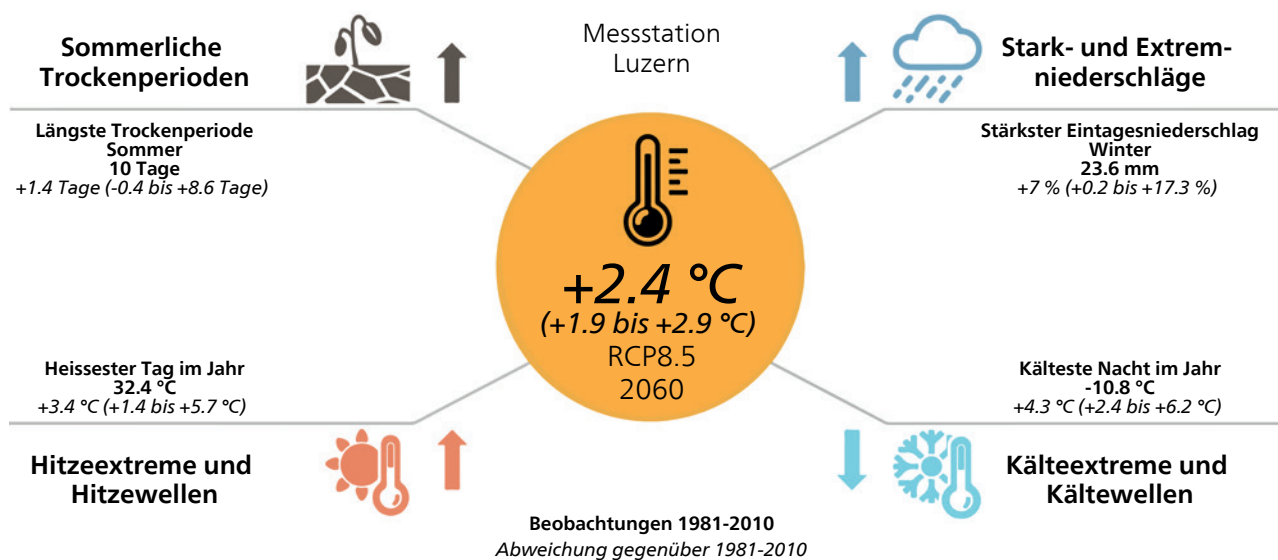 Sommerliche
Trockenperioden
Längste Trockenperiode
Sommer
10 Tage
+1.4 Tage (-0.4 bis +8.6 Tage)
Messstation
Luzern
Stark- und Extrem-
niederschläge
Stärkster Eintagesniederschlag
Winter
23.6 mm
+7 % (+0.2 bis +17.3 %)
+2.4 °C
(+1.9 bis +2.9 °C)
RCP8.5
2060
Heissester Tag im Jahr
32.4 °C
+3.4 °C (+1.4 bis +5.7 °C)
Hitzeextreme und
Hitzewellen
Kälteste Nacht im Jahr
-10.8 °C
+4.3 °C (+2.4 bis +6.2 °C)
Kälteextreme und
Kältewellen
Beobachtungen 1981-2010
Abweichung gegenüber 1981-2010